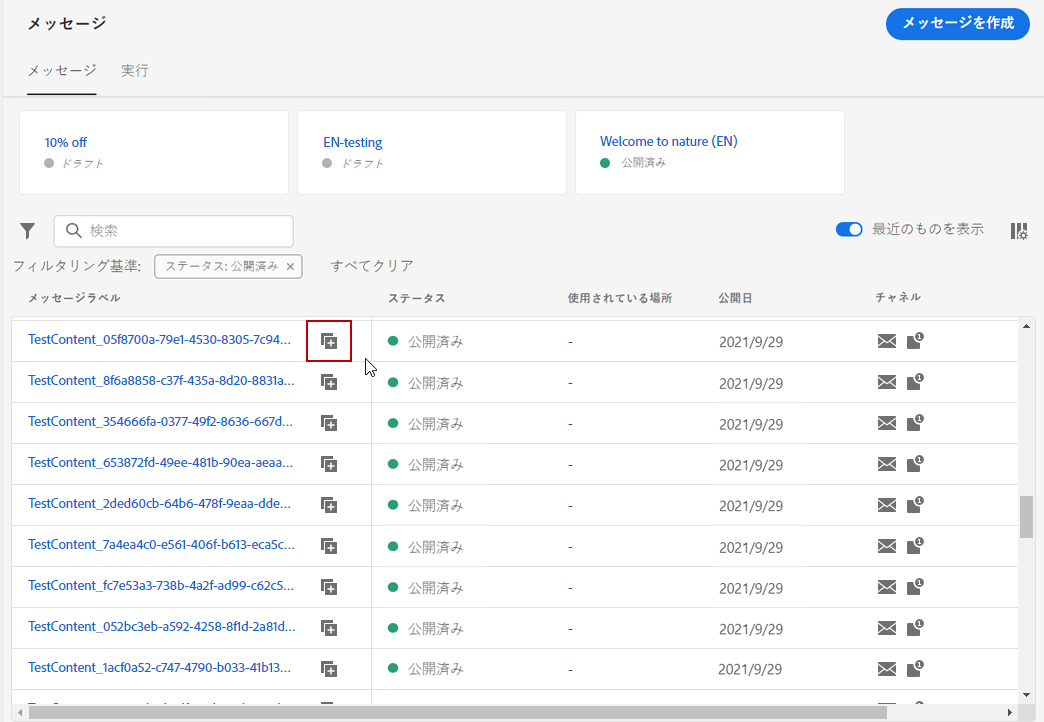 メッセージ
メッセージを作成
メッセージ 実行
10% off
ドラフト
EN-testing
ドラフト
Welcome to nature (EN)
公開済み
検索
最近のものを表示
フィルタリング基準: ステータス: 公開済み × すべてクリア
メッセージラベル ステータス 使用されている場所 公開日 チャネル
TestContent_05f8700a-79e1-4530-8305-7c94... 公開済み - 2021/9/29 1
TestContent_8f6a8858-c37f-435a-8d20-8831a... 公開済み - 2021/9/29 1
TestContent_354666fa-0377-49f2-8636-667d... 公開済み - 2021/9/29 1
TestContent_653872fd-49ee-481b-90ea-aeaa... 公開済み - 2021/9/29 1
TestContent_2ded60cb-64b6-478f-9eaa-dde... 公開済み - 2021/9/29 1
TestContent_7a4ea4c0-e561-406f-b613-eca5c... 公開済み - 2021/9/29 1
TestContent_fc7e53a3-738b-4a2f-ad99-c62c5... 公開済み - 2021/9/29 1
TestContent_052bc3eb-a592-4258-8f1d-2a81d... 公開済み - 2021/9/29 1
TestContent_1acf0a52-c747-4790-b033-41b13... 公開済み - 2021/9/29 1